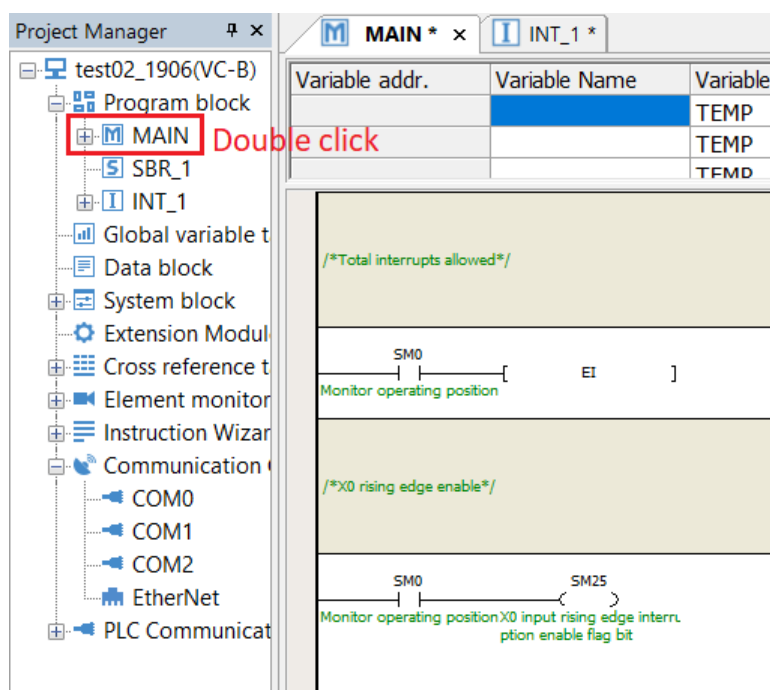 Project Manager
MAIN *
INT_1 *
test02_1906(VC-B)
Program block
MAIN
Double click
SBR_1
INT_1
Global variable t
Data block
System block
Extension Modul
Cross reference t
Element monitor
Instruction Wizar
Communication
COM0
COM1
COM2
EtherNet
PLC Communicat
Variable addr.
Variable Name
Variable
TEMP
TEMP
TEMP
/*Total interrupts allowed*/
SM0
[ EI ]
Monitor operating position
/*X0 rising edge enable*/
SM0
SM25
( )
Monitor operating position
X0 input rising edge interru
ption enable flag bit